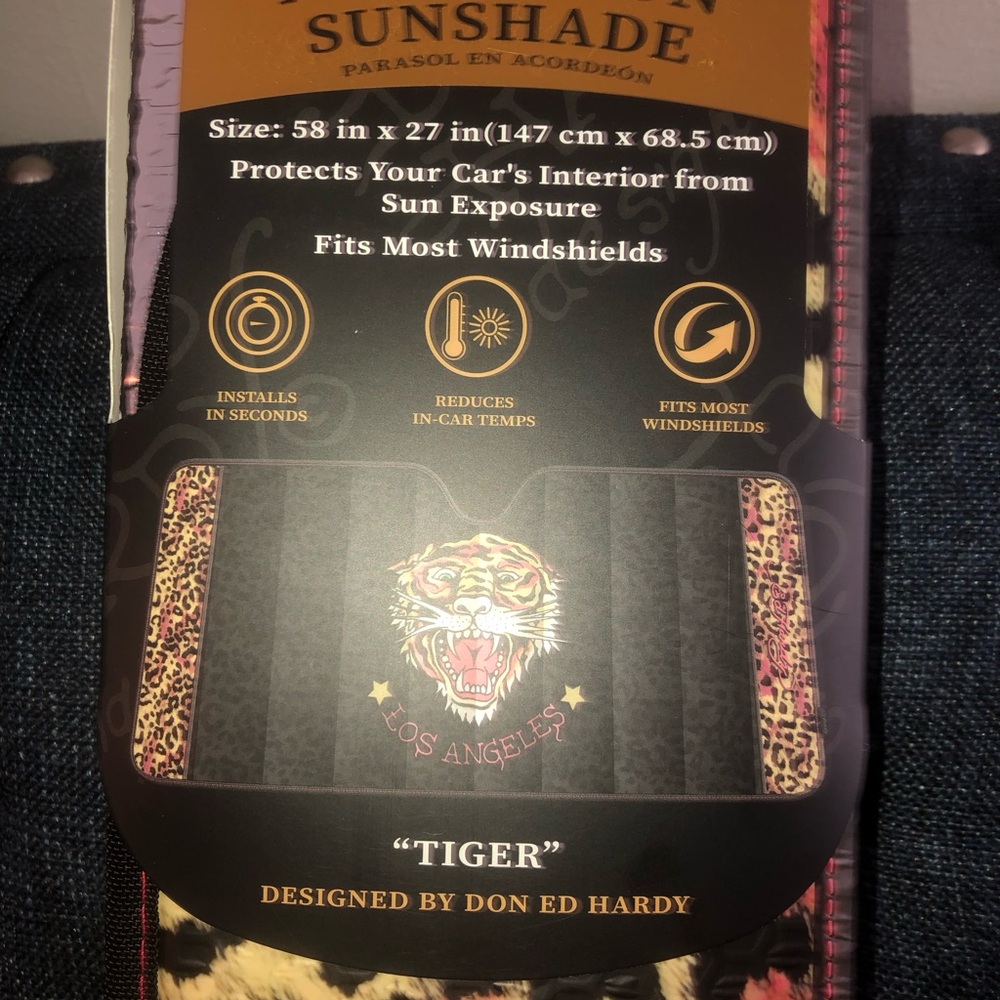 SUNSHADE
PARASOL EN ACORDEÓN
Size: 58 in x 27 in(147 cm x 68.5 cm)
Protects Your Car's Interior from
Sun Exposure
Fits Most Windshields
INSTALLS
IN SECONDS
REDUCES
IN-CAR TEMPS
FITS MOST
WINDSHIELDS
LOS ANGELES
“TIGER”
DESIGNED BY DON ED HARDY